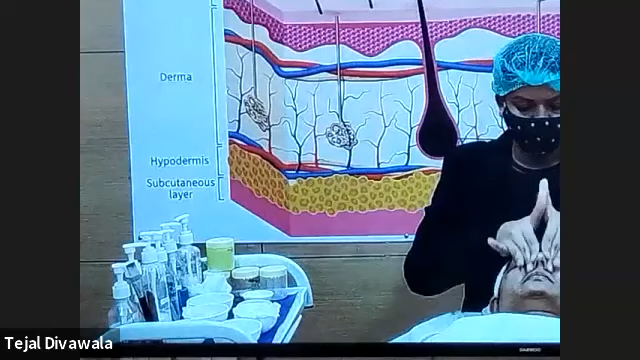 Derma
Hypodermis
Subcutaneous
layer
Tejal Divawala